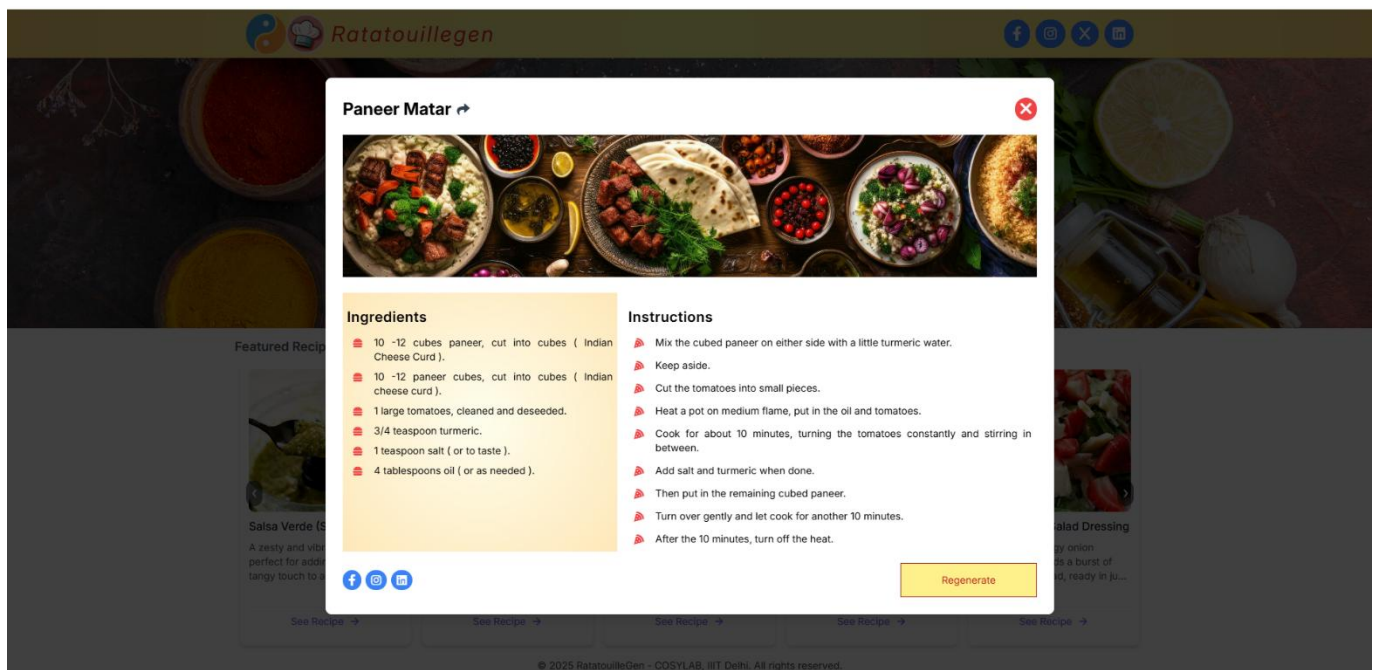 Ratatouillegen
Paneer Matar
Ingredients
10 -12 cubes paneer, cut into cubes ( Indian
Cheese Curd ).
10 -12 paneer cubes, cut into cubes ( Indian
cheese curd ).
1 large tomatoes, cleaned and deseeded.
3/4 teaspoon turmeric.
1 teaspoon salt ( or to taste ).
4 tablespoons oil ( or as needed ).
Instructions
Mix the cubed paneer on either side with a little turmeric water.
Keep aside.
Cut the tomatoes into small pieces.
Heat a pot on medium flame, put in the oil and tomatoes.
Cook for about 10 minutes, turning the tomatoes constantly and stirring in
between.
Add salt and turmeric when done.
Then put in the remaining cubed paneer.
Turn over gently and let cook for another 10 minutes.
After the 10 minutes, turn off the heat.
Regenerate
Featured Recip
Salsa Verde (S
A zesty and vibr
perfect for addin
tangy touch to a
See Recipe →
See Recipe →
See Recipe →
See Recipe →
alad Dressing
gy onion
ds a burst of
ad, ready in ju...
See Recipe →
© 2025 RatatouilleGen - COSYLAB, IIIT Delhi. All rights reserved.